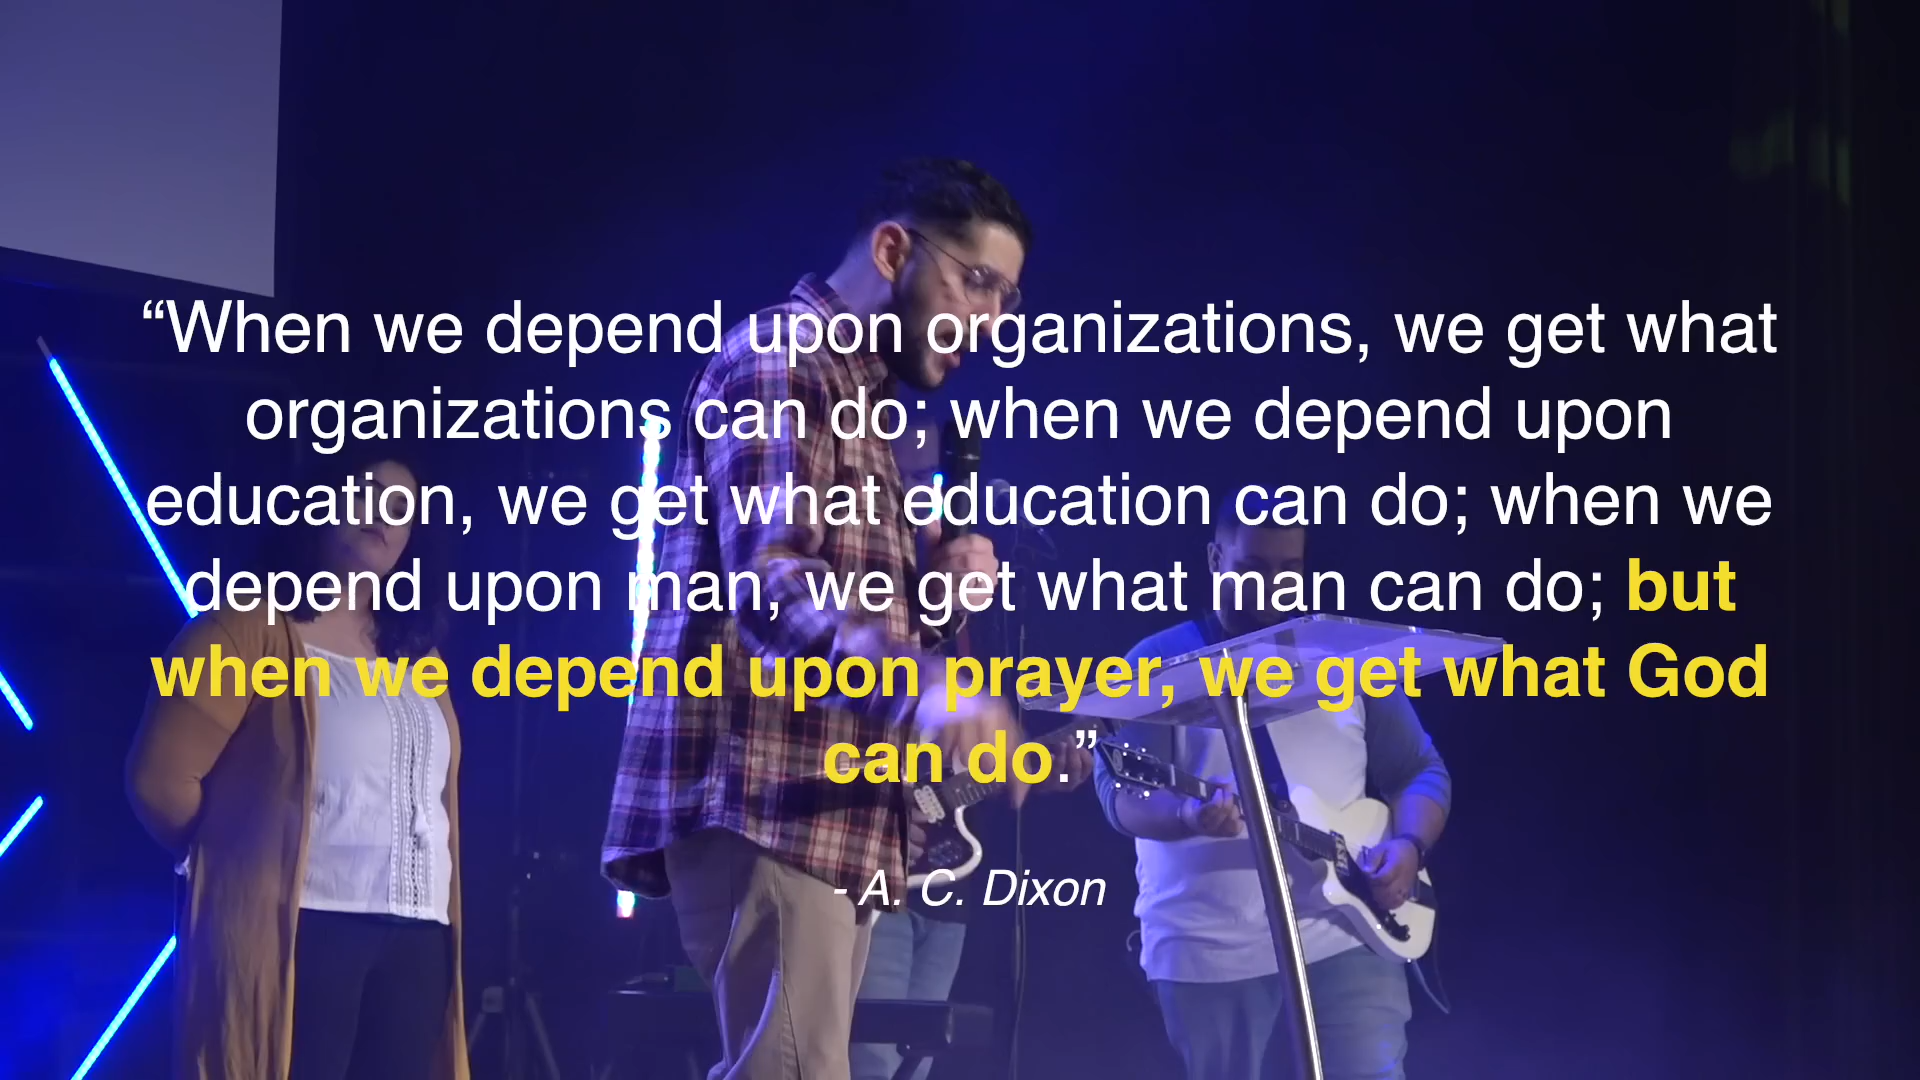 “When we depend upon organizations, we get what
organizations can do; when we depend upon
education, we get what education can do; when we
depend upon man, we get what man can do; but
when we depend upon prayer, we get what God
can do.”
- A. C. Dixon